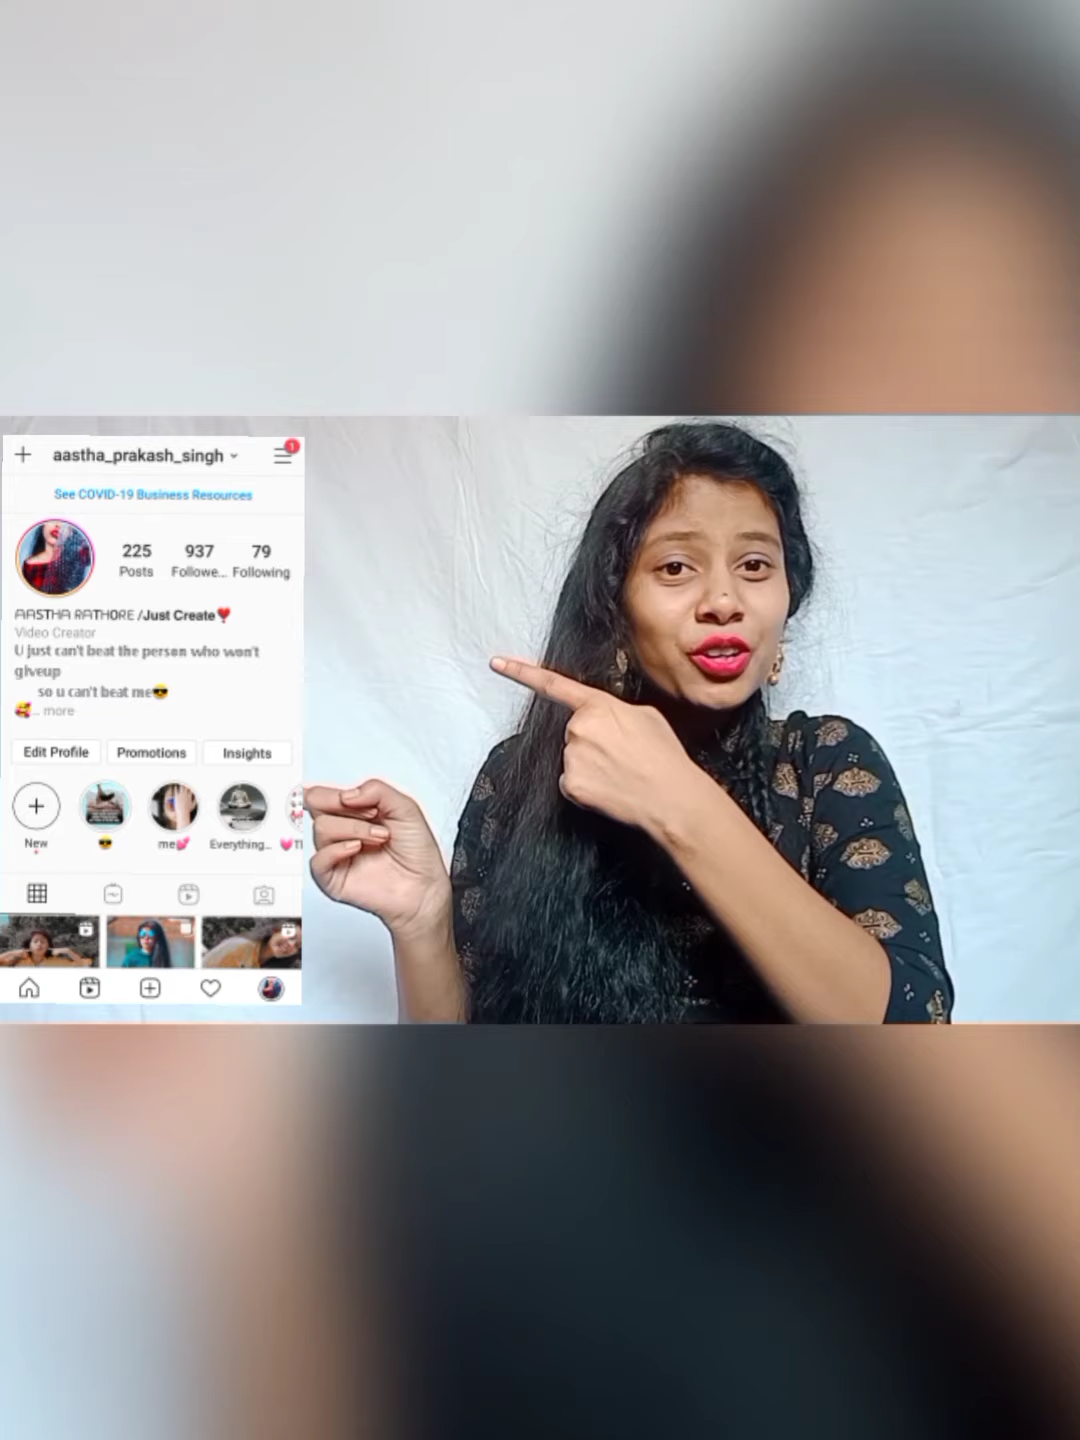 aastha_prakash_singh
1
See COVID-19 Business Resources
225 937 79
Posts Followe... Following
AASTHA RATHORE /Just Create❤️
Video Creator
U just can't beat the person who won't
giveup
so u can't beat me😎
🥰... more
Edit Profile Promotions Insights
New 😎 me💕 Everything...